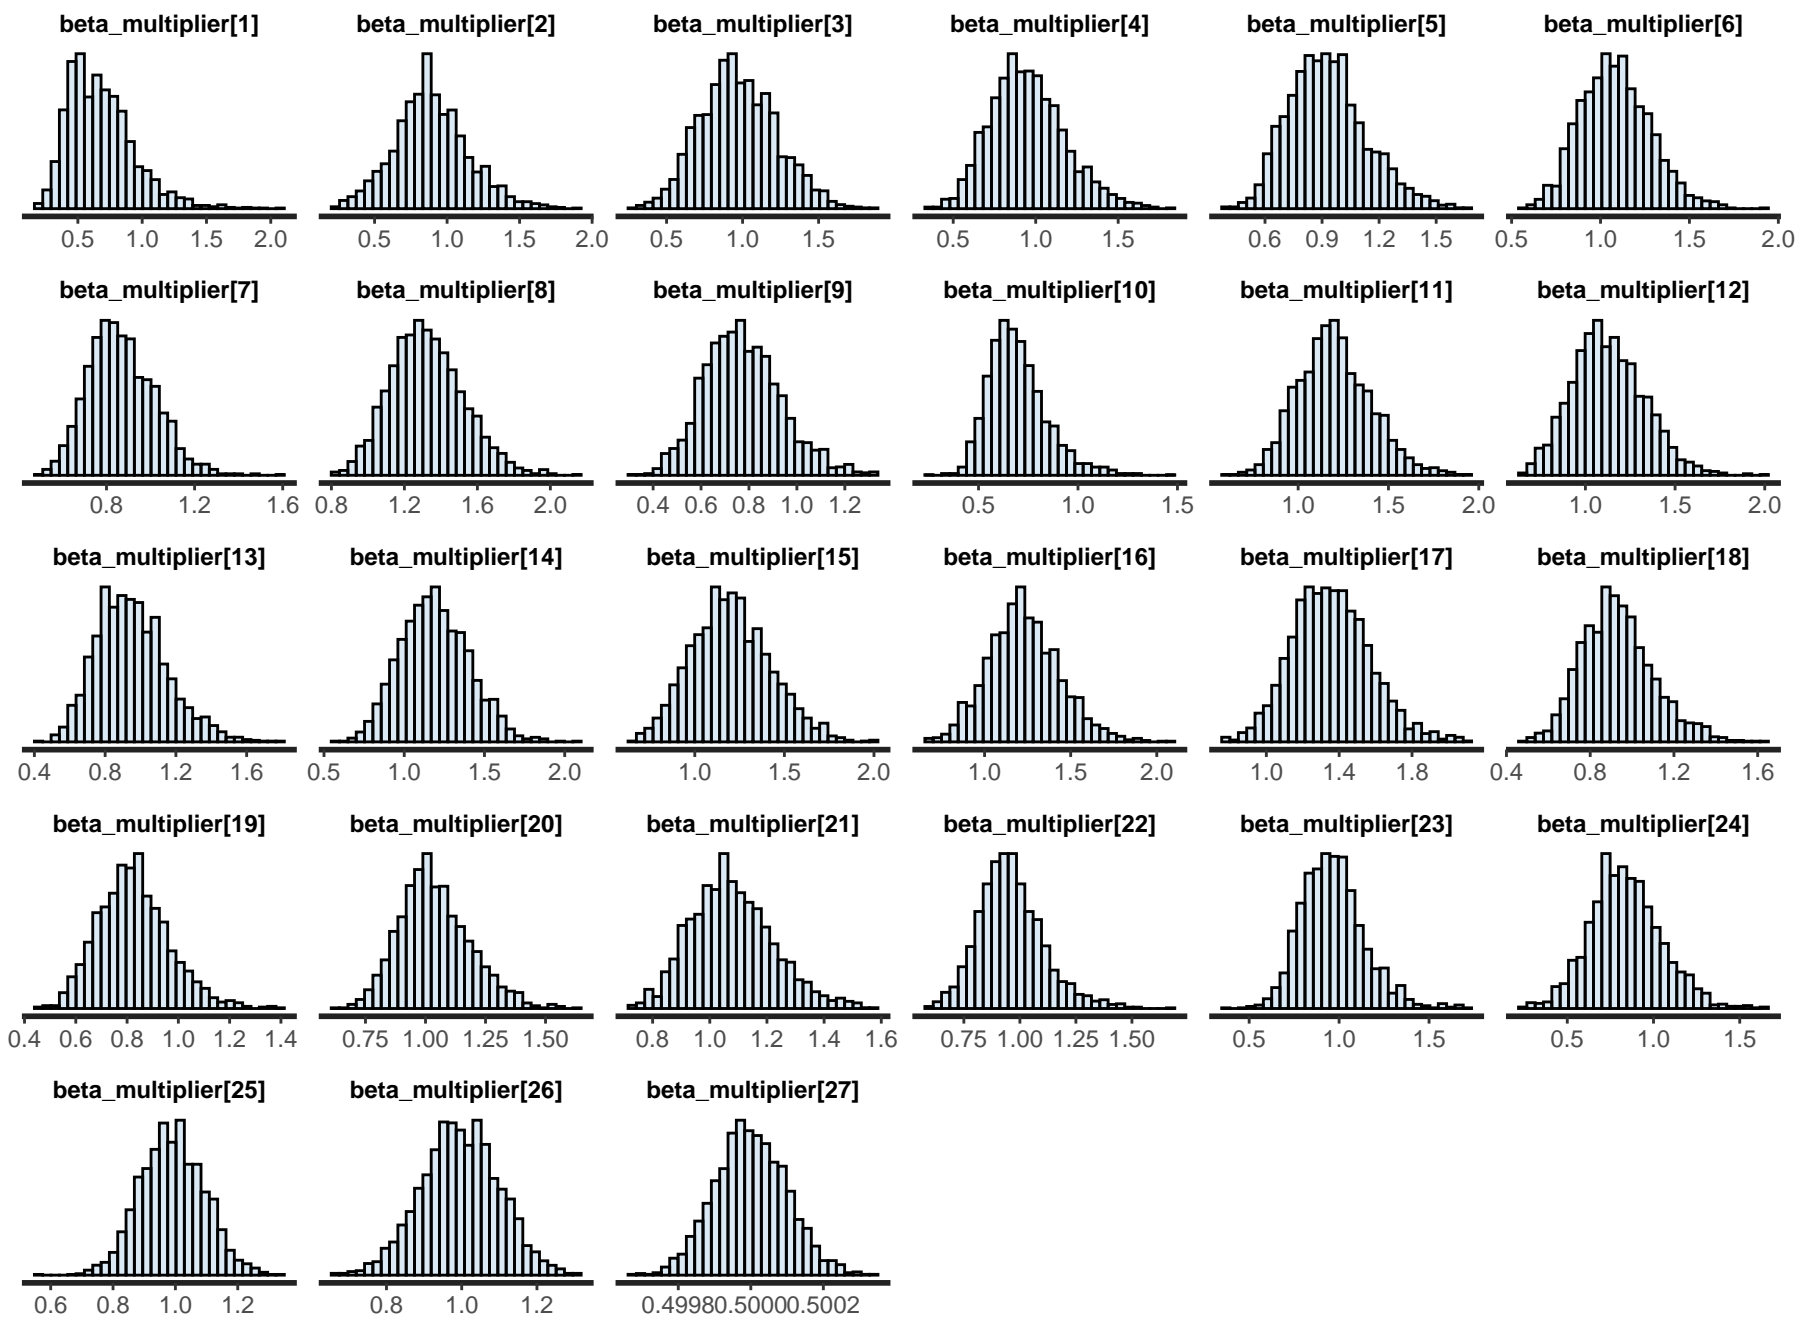 beta_multiplier[1] beta_multiplier[2] beta_multiplier[3] beta_multiplier[4] beta_multiplier[5] beta_multiplier[6]
0.5 1.0 1.5 2.0 0.5 1.0 1.5 2.0 0.5 1.0 1.5 0.5 1.0 1.5 0.6 0.9 1.2 1.5 0.5 1.0 1.5 2.0
beta_multiplier[7] beta_multiplier[8] beta_multiplier[9] beta_multiplier[10] beta_multiplier[11] beta_multiplier[12]
0.8 1.2 1.6 0.8 1.2 1.6 2.0 0.4 0.6 0.8 1.0 1.2 0.5 1.0 1.5 1.0 1.5 2.0 1.0 1.5 2.0
beta_multiplier[13] beta_multiplier[14] beta_multiplier[15] beta_multiplier[16] beta_multiplier[17] beta_multiplier[18]
0.4 0.8 1.2 1.6 0.5 1.0 1.5 2.0 1.0 1.5 2.0 1.0 1.5 2.0 1.0 1.4 1.8 0.4 0.8 1.2 1.6
beta_multiplier[19] beta_multiplier[20] beta_multiplier[21] beta_multiplier[22] beta_multiplier[23] beta_multiplier[24]
0.4 0.6 0.8 1.0 1.2 1.4 0.75 1.00 1.25 1.50 0.8 1.0 1.2 1.4 1.6 0.75 1.00 1.25 1.50 0.5 1.0 1.5 0.5 1.0 1.5
beta_multiplier[25] beta_multiplier[26] beta_multiplier[27]
0.6 0.8 1.0 1.2 0.8 1.0 1.2 0.4998 0.5000 0.5002